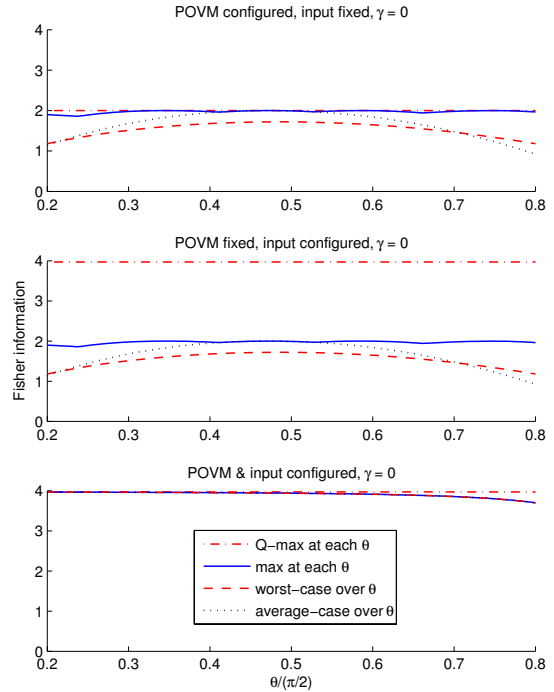 POVM configured, input fixed, γ = 0
4
3
2
1
0
0.2 0.3 0.4 0.5 0.6 0.7 0.8
POVM fixed, input configured, γ = 0
Fisher information
4
3
2
1
0
0.2 0.3 0.4 0.5 0.6 0.7 0.8
POVM & input configured, γ = 0
4
3
2
1
0
Q−max at each θ
max at each θ
worst−case over θ
average−case over θ
0.2 0.3 0.4 0.5 0.6 0.7 0.8
θ/(π/2)